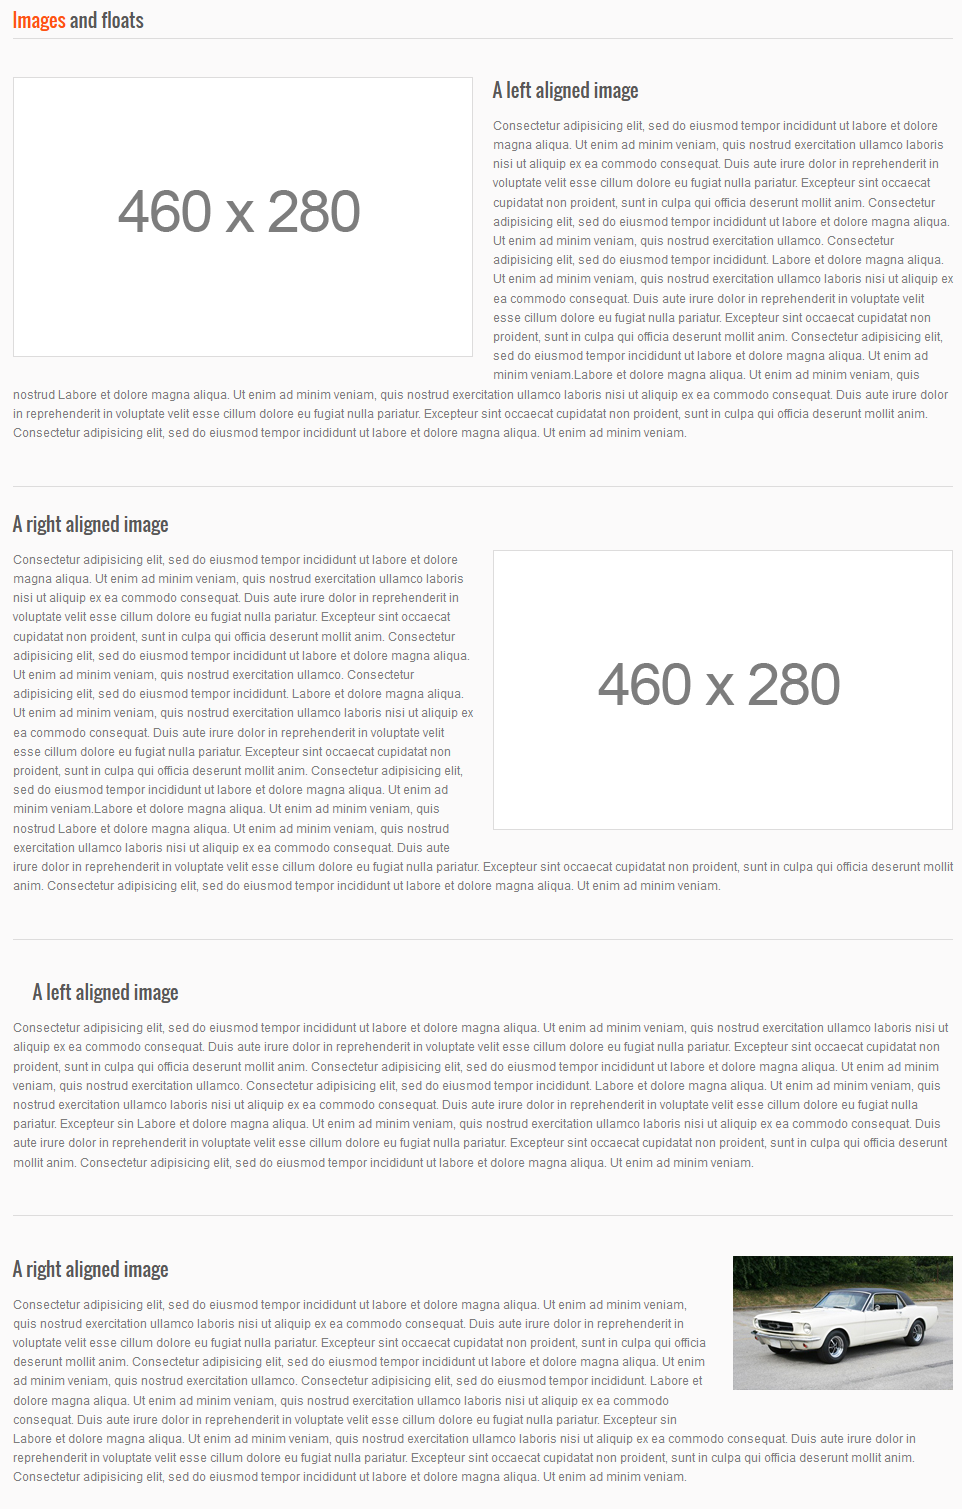 Images and floats
460 x 280
A left aligned image
Consectetur adipisicing elit, sed do eiusmod tempor incididunt ut labore et dolore
magna aliqua. Ut enim ad minim veniam, quis nostrud exercitation ullamco laboris
nisi ut aliquip ex ea commodo consequat. Duis aute irure dolor in reprehenderit in
voluptate velit esse cillum dolore eu fugiat nulla pariatur. Excepteur sint occaecat
cupidatat non proident, sunt in culpa qui officia deserunt mollit anim. Consectetur
adipisicing elit, sed do eiusmod tempor incididunt ut labore et dolore magna aliqua.
Ut enim ad minim veniam, quis nostrud exercitation ullamco. Consectetur
adipisicing elit, sed do eiusmod tempor incididunt. Labore et dolore magna aliqua.
Ut enim ad minim veniam, quis nostrud exercitation ullamco laboris nisi ut aliquip ex
ea commodo consequat. Duis aute irure dolor in reprehenderit in voluptate velit
esse cillum dolore eu fugiat nulla pariatur. Excepteur sint occaecat cupidatat non
proident, sunt in culpa qui officia deserunt mollit anim. Consectetur adipisicing elit,
sed do eiusmod tempor incididunt ut labore et dolore magna aliqua. Ut enim ad
minim veniam.Labore et dolore magna aliqua. Ut enim ad minim veniam, quis
nostrud Labore et dolore magna aliqua. Ut enim ad minim veniam, quis nostrud exercitation ullamco laboris nisi ut aliquip ex ea commodo consequat. Duis aute irure dolor
in reprehenderit in voluptate velit esse cillum dolore eu fugiat nulla pariatur. Excepteur sint occaecat cupidatat non proident, sunt in culpa qui officia deserunt mollit anim.
Consectetur adipisicing elit, sed do eiusmod tempor incididunt ut labore et dolore magna aliqua. Ut enim ad minim veniam.
A right aligned image
Consectetur adipisicing elit, sed do eiusmod tempor incididunt ut labore et dolore
magna aliqua. Ut enim ad minim veniam, quis nostrud exercitation ullamco laboris
nisi ut aliquip ex ea commodo consequat. Duis aute irure dolor in reprehenderit in
voluptate velit esse cillum dolore eu fugiat nulla pariatur. Excepteur sint occaecat
cupidatat non proident, sunt in culpa qui officia deserunt mollit anim. Consectetur
adipisicing elit, sed do eiusmod tempor incididunt ut labore et dolore magna aliqua.
Ut enim ad minim veniam, quis nostrud exercitation ullamco. Consectetur
adipisicing elit, sed do eiusmod tempor incididunt. Labore et dolore magna aliqua.
Ut enim ad minim veniam, quis nostrud exercitation ullamco laboris nisi ut aliquip ex
ea commodo consequat. Duis aute irure dolor in reprehenderit in voluptate velit
esse cillum dolore eu fugiat nulla pariatur. Excepteur sint occaecat cupidatat non
proident, sunt in culpa qui officia deserunt mollit anim. Consectetur adipisicing elit,
sed do eiusmod tempor incididunt ut labore et dolore magna aliqua. Ut enim ad
minim veniam.Labore et dolore magna aliqua. Ut enim ad minim veniam, quis
nostrud Labore et dolore magna aliqua. Ut enim ad minim veniam, quis nostrud
exercitation ullamco laboris nisi ut aliquip ex ea commodo consequat. Duis aute
irure dolor in reprehenderit in voluptate velit esse cillum dolore eu fugiat nulla pariatur. Excepteur sint occaecat cupidatat non proident, sunt in culpa qui officia deserunt mollit
anim. Consectetur adipisicing elit, sed do eiusmod tempor incididunt ut labore et dolore magna aliqua. Ut enim ad minim veniam.
460 x 280
A left aligned image
Consectetur adipisicing elit, sed do eiusmod tempor incididunt ut labore et dolore magna aliqua. Ut enim ad minim veniam, quis nostrud exercitation ullamco laboris nisi ut
aliquip ex ea commodo consequat. Duis aute irure dolor in reprehenderit in voluptate velit esse cillum dolore eu fugiat nulla pariatur. Excepteur sint occaecat cupidatat non
proident, sunt in culpa qui officia deserunt mollit anim. Consectetur adipisicing elit, sed do eiusmod tempor incididunt ut labore et dolore magna aliqua. Ut enim ad minim
veniam, quis nostrud exercitation ullamco. Consectetur adipisicing elit, sed do eiusmod tempor incididunt. Labore et dolore magna aliqua. Ut enim ad minim veniam, quis
nostrud exercitation ullamco laboris nisi ut aliquip ex ea commodo consequat. Duis aute irure dolor in reprehenderit in voluptate velit esse cillum dolore eu fugiat nulla
pariatur. Excepteur sin Labore et dolore magna aliqua. Ut enim ad minim veniam, quis nostrud exercitation ullamco laboris nisi ut aliquip ex ea commodo consequat. Duis
aute irure dolor in reprehenderit in voluptate velit esse cillum dolore eu fugiat nulla pariatur. Excepteur sint occaecat cupidatat non proident, sunt in culpa qui officia deserunt
mollit anim. Consectetur adipisicing elit, sed do eiusmod tempor incididunt ut labore et dolore magna aliqua. Ut enim ad minim veniam.
A right aligned image
Consectetur adipisicing elit, sed do eiusmod tempor incididunt ut labore et dolore magna aliqua. Ut enim ad minim veniam,
quis nostrud exercitation ullamco laboris nisi ut aliquip ex ea commodo consequat. Duis aute irure dolor in reprehenderit in
voluptate velit esse cillum dolore eu fugiat nulla pariatur. Excepteur sint occaecat cupidatat non proident, sunt in culpa qui officia
deserunt mollit anim. Consectetur adipisicing elit, sed do eiusmod tempor incididunt ut labore et dolore magna aliqua. Ut enim
ad minim veniam, quis nostrud exercitation ullamco. Consectetur adipisicing elit, sed do eiusmod tempor incididunt. Labore et
dolore magna aliqua. Ut enim ad minim veniam, quis nostrud exercitation ullamco laboris nisi ut aliquip ex ea commodo
consequat. Duis aute irure dolor in reprehenderit in voluptate velit esse cillum dolore eu fugiat nulla pariatur. Excepteur sin
Labore et dolore magna aliqua. Ut enim ad minim veniam, quis nostrud exercitation ullamco laboris nisi ut aliquip ex ea commodo consequat. Duis aute irure dolor in
reprehenderit in voluptate velit esse cillum dolore eu fugiat nulla pariatur. Excepteur sint occaecat cupidatat non proident, sunt in culpa qui officia deserunt mollit anim.
Consectetur adipisicing elit, sed do eiusmod tempor incididunt ut labore et dolore magna aliqua. Ut enim ad minim veniam.